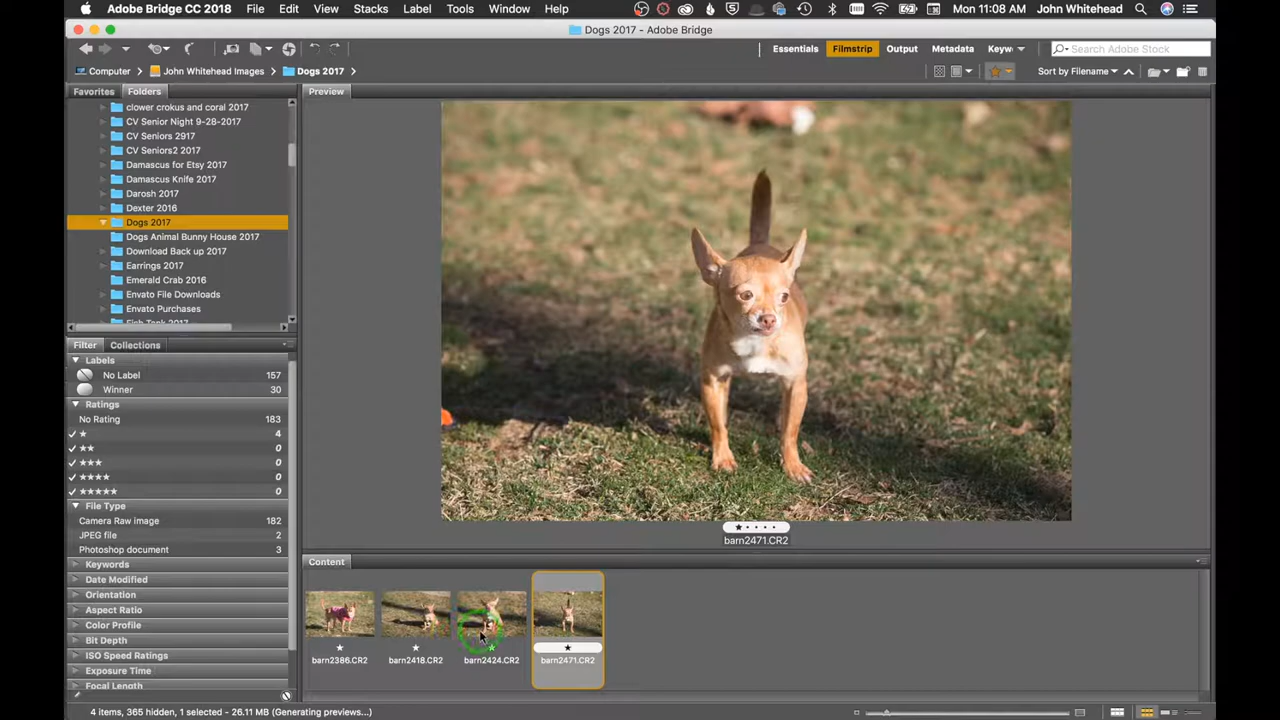 Adobe Bridge CC 2018 File Edit View Stacks Label Tools Window Help Mon 11:08 AM John Whitehead
Dogs 2017 - Adobe Bridge
Essentials Filmstrip Output Metadata Keyw Search Adobe Stock
Computer John Whitehead Images Dogs 2017 Sort by Filename
Favorites Folders Preview
clower crokus and coral 2017
CV Senior Night 9-28-2017
CV Seniors 2917
CV Seniors2 2017
Damascus for Etsy 2017
Damascus Knife 2017
Darosh 2017
Dexter 2016
Dogs 2017
Dogs Animal Bunny House 2017
Download Back up 2017
Earrings 2017
Emerald Crab 2016
Envato File Downloads
Envato Purchases
Fish Tank 2017
Filter Collections
Labels
No Label 157
Winner 30
Ratings
No Rating 183
★ 4
★★ 0
★★★ 0
★★★★ 0
★★★★★ 0
File Type
Camera Raw image 182
JPEG file 2
Photoshop document 3
Keywords
Date Modified
Orientation
Aspect Ratio
Color Profile
Bit Depth
ISO Speed Ratings
Exposure Time
Focal Length
barn2471.CR2
Content
barn2386.CR2 barn2418.CR2 barn2424.CR2 barn2471.CR2
4 items, 365 hidden, 1 selected - 26.11 MB (Generating previews...)